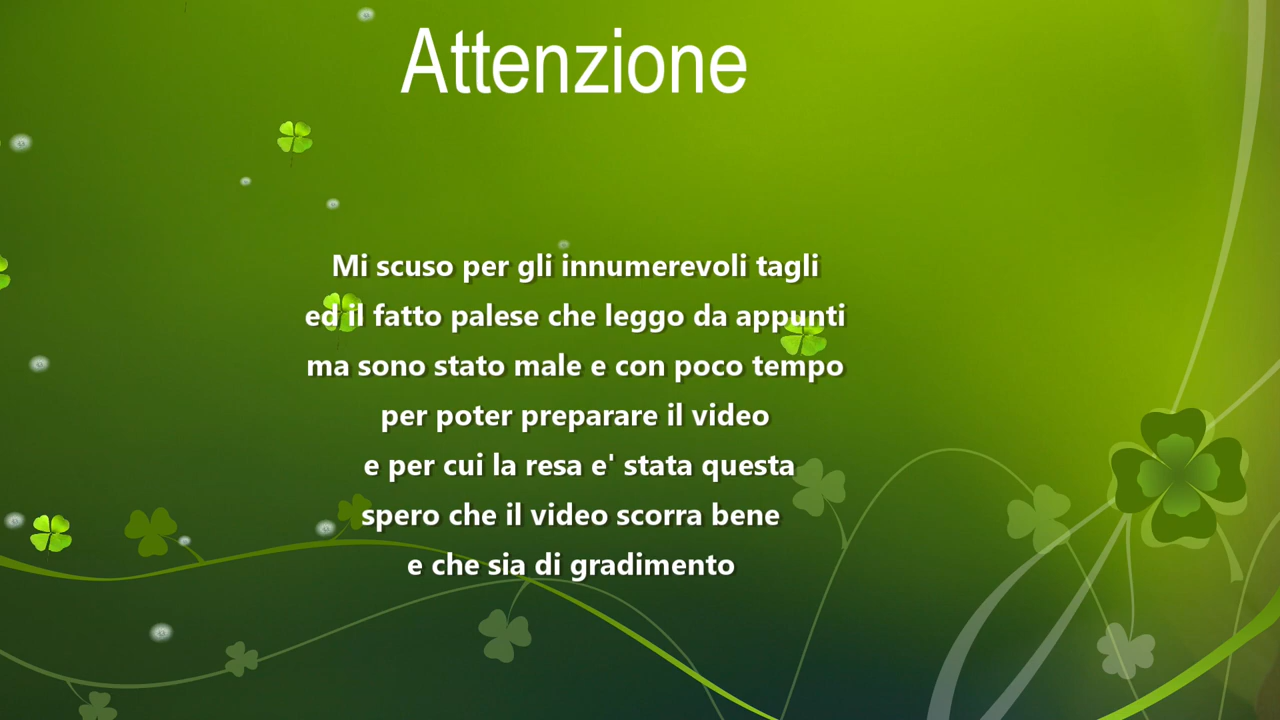 Attenzione
Mi scuso per gli innumerevoli tagli
ed il fatto palese che leggo da appunti
ma sono stato male e con poco tempo
per poter preparare il video
e per cui la resa e' stata questa
spero che il video scorra bene
e che sia di gradimento